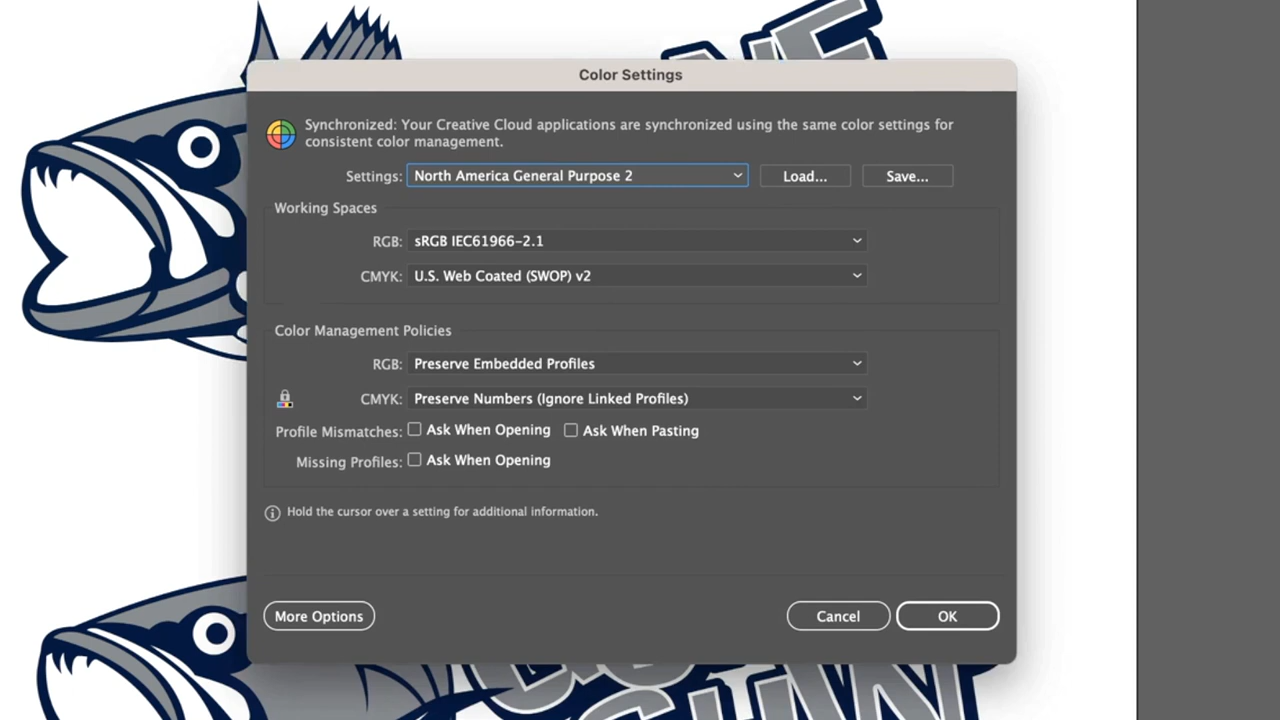 Color Settings
Synchronized: Your Creative Cloud applications are synchronized using the same color settings for
consistent color management.
Settings: North America General Purpose 2 Load... Save...
Working Spaces
RGB: sRGB IEC61966-2.1
CMYK: U.S. Web Coated (SWOP) v2
Color Management Policies
RGB: Preserve Embedded Profiles
CMYK: Preserve Numbers (Ignore Linked Profiles)
Profile Mismatches: Ask When Opening Ask When Pasting
Missing Profiles: Ask When Opening
Hold the cursor over a setting for additional information.
More Options Cancel OK